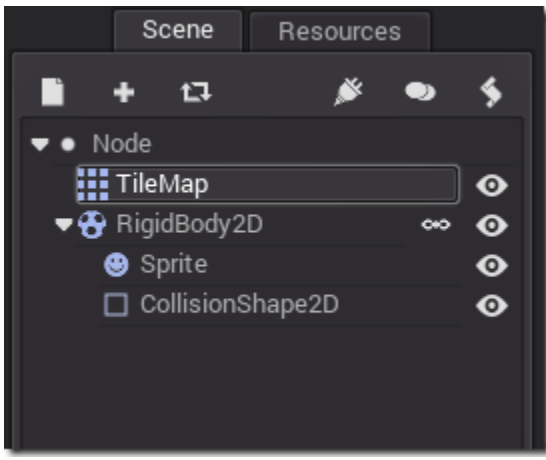 Scene Resources
Node
TileMap
RigidBody2D
Sprite
CollisionShape2D